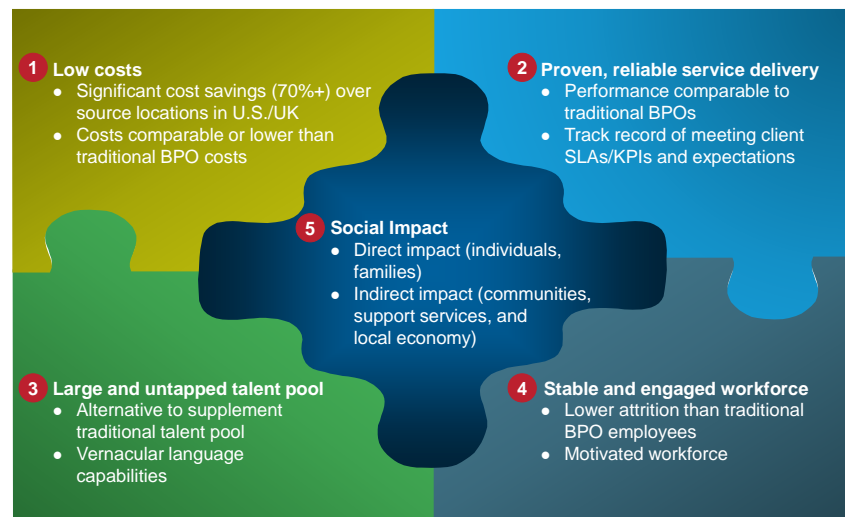 1 Low costs
● Significant cost savings (70%+) over
source locations in U.S./UK
● Costs comparable or lower than
traditional BPO costs
2 Proven, reliable service delivery
● Performance comparable to
traditional BPOs
● Track record of meeting client
SLAs/KPIs and expectations
5 Social Impact
● Direct impact (individuals,
families)
● Indirect impact (communities,
support services, and
local economy)
3 Large and untapped talent pool
● Alternative to supplement
traditional talent pool
● Vernacular language
capabilities
4 Stable and engaged workforce
● Lower attrition than traditional
BPO employees
● Motivated workforce